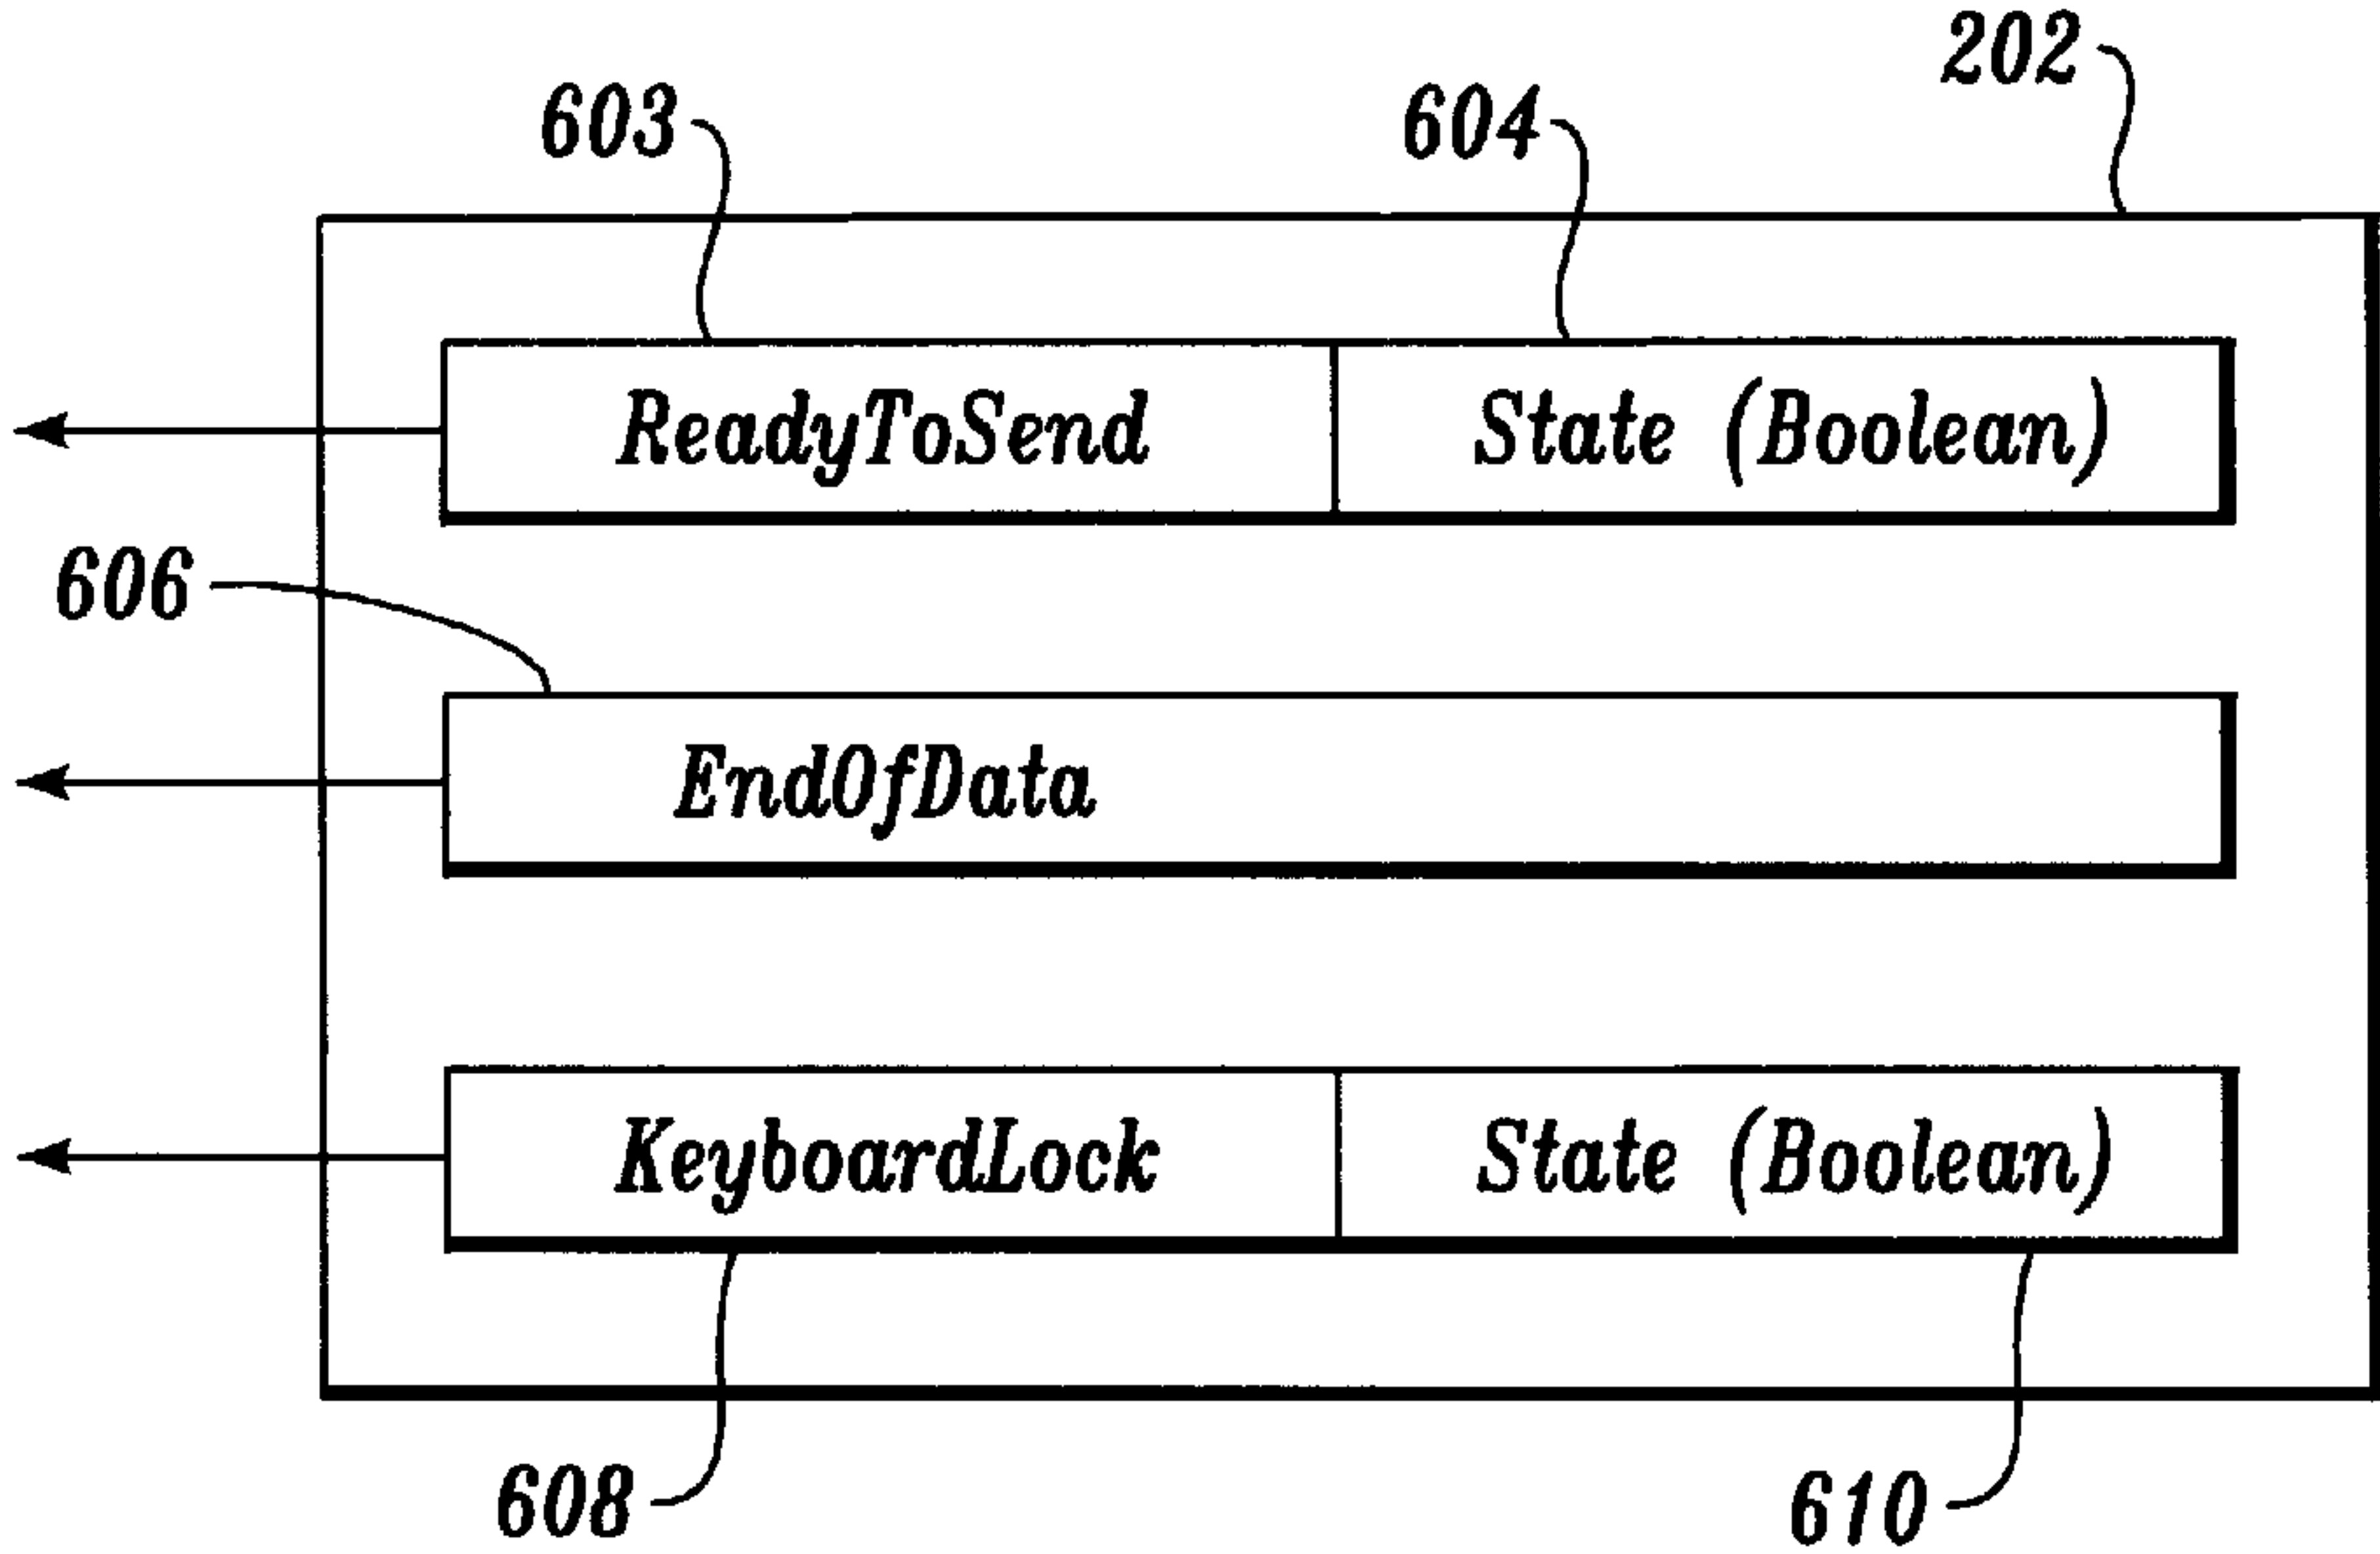 202
603
604
ReadyToSend State (Boolean)
606
EndOfData
KeyboardLock State (Boolean)
608
610